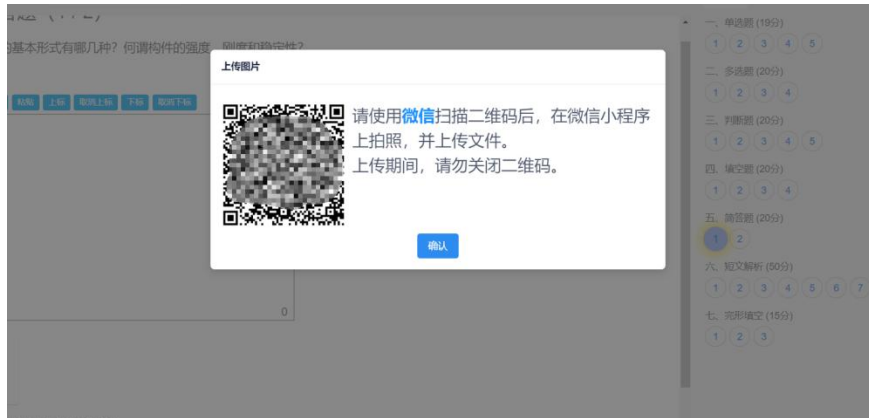 的基本形式有哪几种？何谓构件的强度、刚度和稳定性？
粘贴 上标 取消上标 下标 取消下标
0
上传图片
请使用微信扫描二维码后，在微信小程序
上拍照，并上传文件。
上传期间，请勿关闭二维码。
确认
一、单选题 (19分)
1 2 3 4 5
二、多选题 (20分)
1 2 3 4
三、判断题 (20分)
1 2 3 4 5
四、填空题 (20分)
1 2 3 4
五、简答题 (20分)
1 2
六、短文解析 (50分)
1 2 3 4 5 6 7
七、完形填空 (15分)
1 2 3